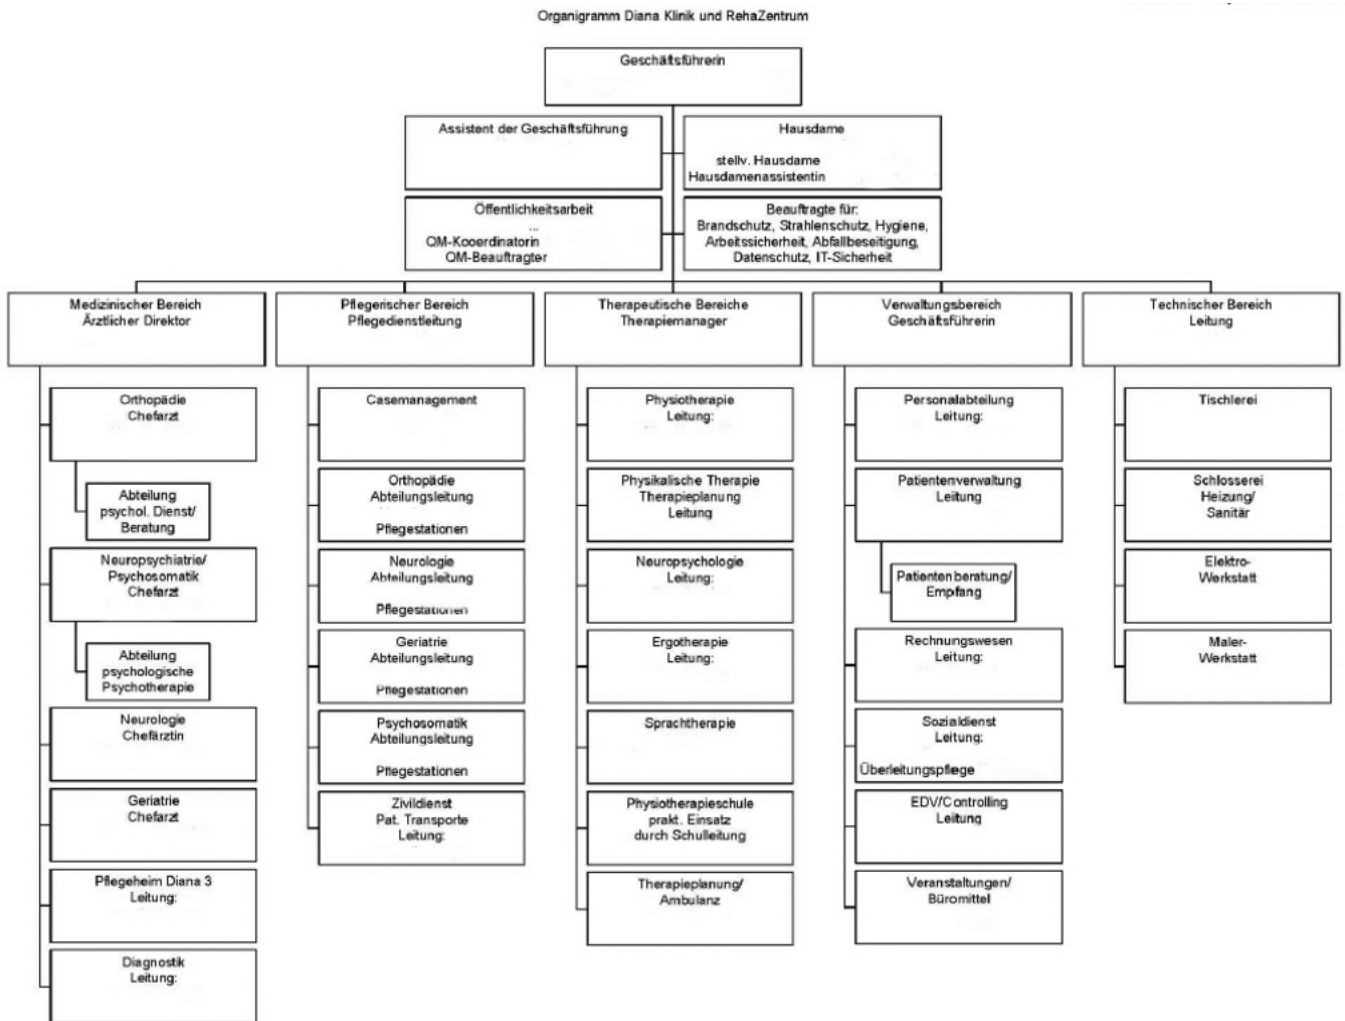 Organigramm Diana Klinik und RehaZentrum
Geschäftsführerin
Assistent der Geschäftsführung
Hausdame
stellv. Hausdame
Hausdamenassistentin
Öffentlichkeitsarbeit
...
QM-Kooerdinatorin
QM-Beauftragter
Beauftragte für:
Brandschutz, Strahlenschutz, Hygiene,
Arbeitssicherheit, Abfallbeseitigung,
Datenschutz, IT-Sicherheit
Medizinischer Bereich
Ärztlicher Direktor
Pflegerischer Bereich
Pflegedienstleitung
Therapeutische Bereiche
Therapiemanager
Verwaltungsbereich
Geschäftsführerin
Technischer Bereich
Leitung
Orthopädie
Chefarzt
Abteilung
psychol. Dienst/
Beratung
Neuropsychiatrie/
Psychosomatik
Chefarzt
Abteilung
psychologische
Psychotherapie
Neurologie
Chefärztin
Geriatrie
Chefarzt
Pflegeheim Diana 3
Leitung:
Diagnostik
Leitung:
Casemanagement
Orthopädie
Abteilungsleitung
Pflegestationen
Neurologie
Abteilungsleitung
Pflegestationen
Geriatrie
Abteilungsleitung
Pflegestationen
Psychosomatik
Abteilungsleitung
Pflegestationen
Zivildienst
Pat. Transporte
Leitung:
Physiotherapie
Leitung:
Physikalische Therapie
Therapieplanung
Leitung
Neuropsychologie
Leitung:
Ergotherapie
Leitung:
Sprachtherapie
Physiotherapieschule
prakt. Einsatz
durch Schulleitung
Therapieplanung/
Ambulanz
Personalabteilung
Leitung:
Patientenverwaltung
Leitung
Patientenberatung/
Empfang
Rechnungswesen
Leitung:
Sozialdienst
Leitung:
Überleitungspflege
EDV/Controlling
Leitung
Veranstaltungen/
Büromittel
Tischlerei
Schlosserei
Heizung/
Sanitär
Elektro-
Werkstatt
Maler-
Werkstatt